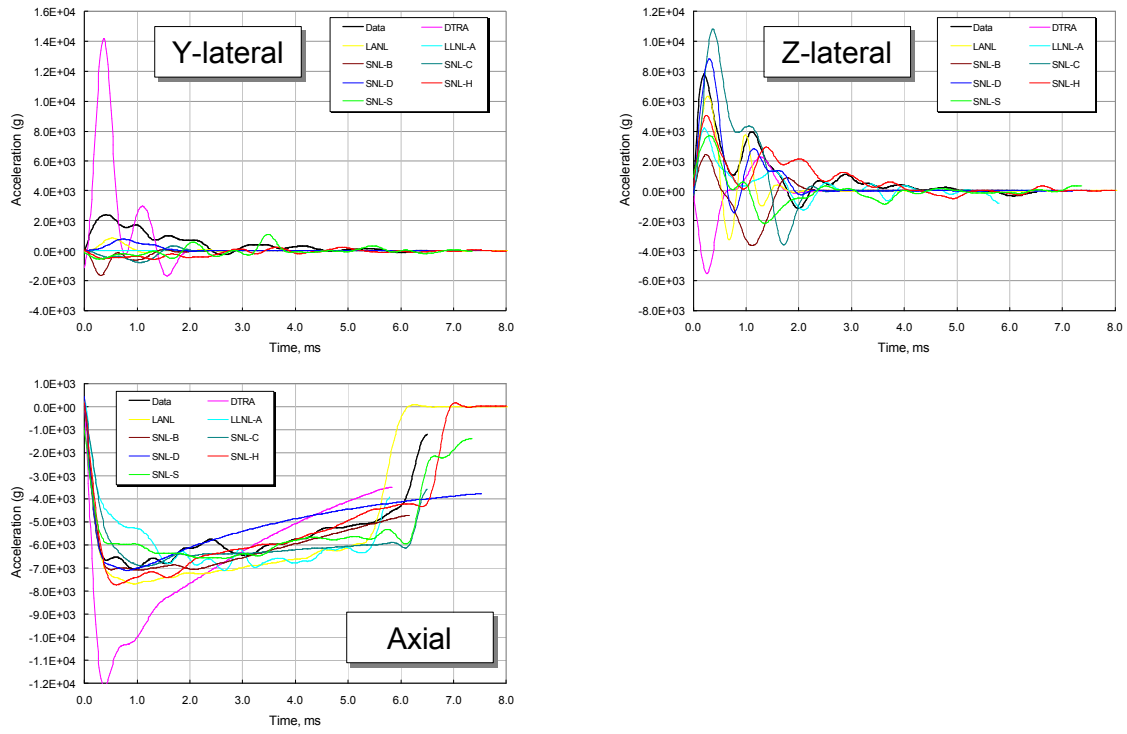 Y-lateral
Data DTRA
LANL LLNL-A
SNL-B SNL-C
SNL-D SNL-H
SNL-S
1.6E+04
1.4E+04
1.2E+04
1.0E+04
8.0E+03
6.0E+03
4.0E+03
2.0E+03
0.0E+00
-2.0E+03
-4.0E+03
Acceleration (g)
0.0 1.0 2.0 3.0 4.0 5.0 6.0 7.0 8.0
Time, ms
Z-lateral
Data DTRA
LANL LLNL-A
SNL-B SNL-C
SNL-D SNL-H
SNL-S
1.2E+04
1.0E+04
8.0E+03
6.0E+03
4.0E+03
2.0E+03
0.0E+00
-2.0E+03
-4.0E+03
-6.0E+03
-8.0E+03
Acceleration (g)
0.0 1.0 2.0 3.0 4.0 5.0 6.0 7.0 8.0
Time, ms
Data DTRA
LANL LLNL-A
SNL-B SNL-C
SNL-D SNL-H
SNL-S
1.0E+03
0.0E+00
-1.0E+03
-2.0E+03
-3.0E+03
-4.0E+03
-5.0E+03
-6.0E+03
-7.0E+03
-8.0E+03
-9.0E+03
-1.0E+04
-1.1E+04
-1.2E+04
Acceleration (g)
Axial
0.0 1.0 2.0 3.0 4.0 5.0 6.0 7.0 8.0
Time, ms